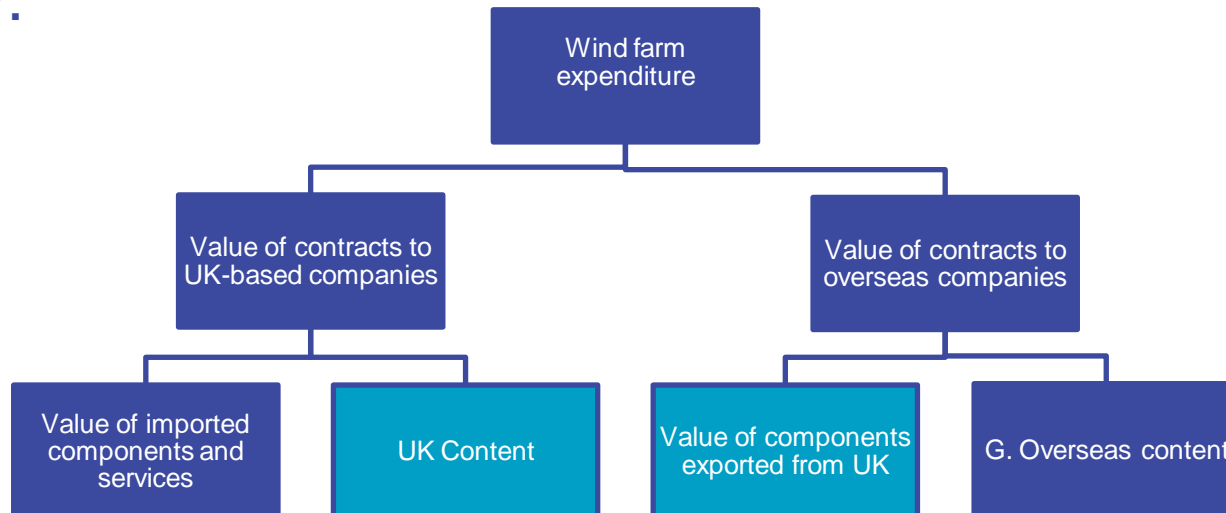 Wind farm
expenditure
Value of contracts to
UK-based companies
Value of contracts to
overseas companies
Value of imported
components and
services
UK Content
Value of components
exported from UK
G. Overseas content